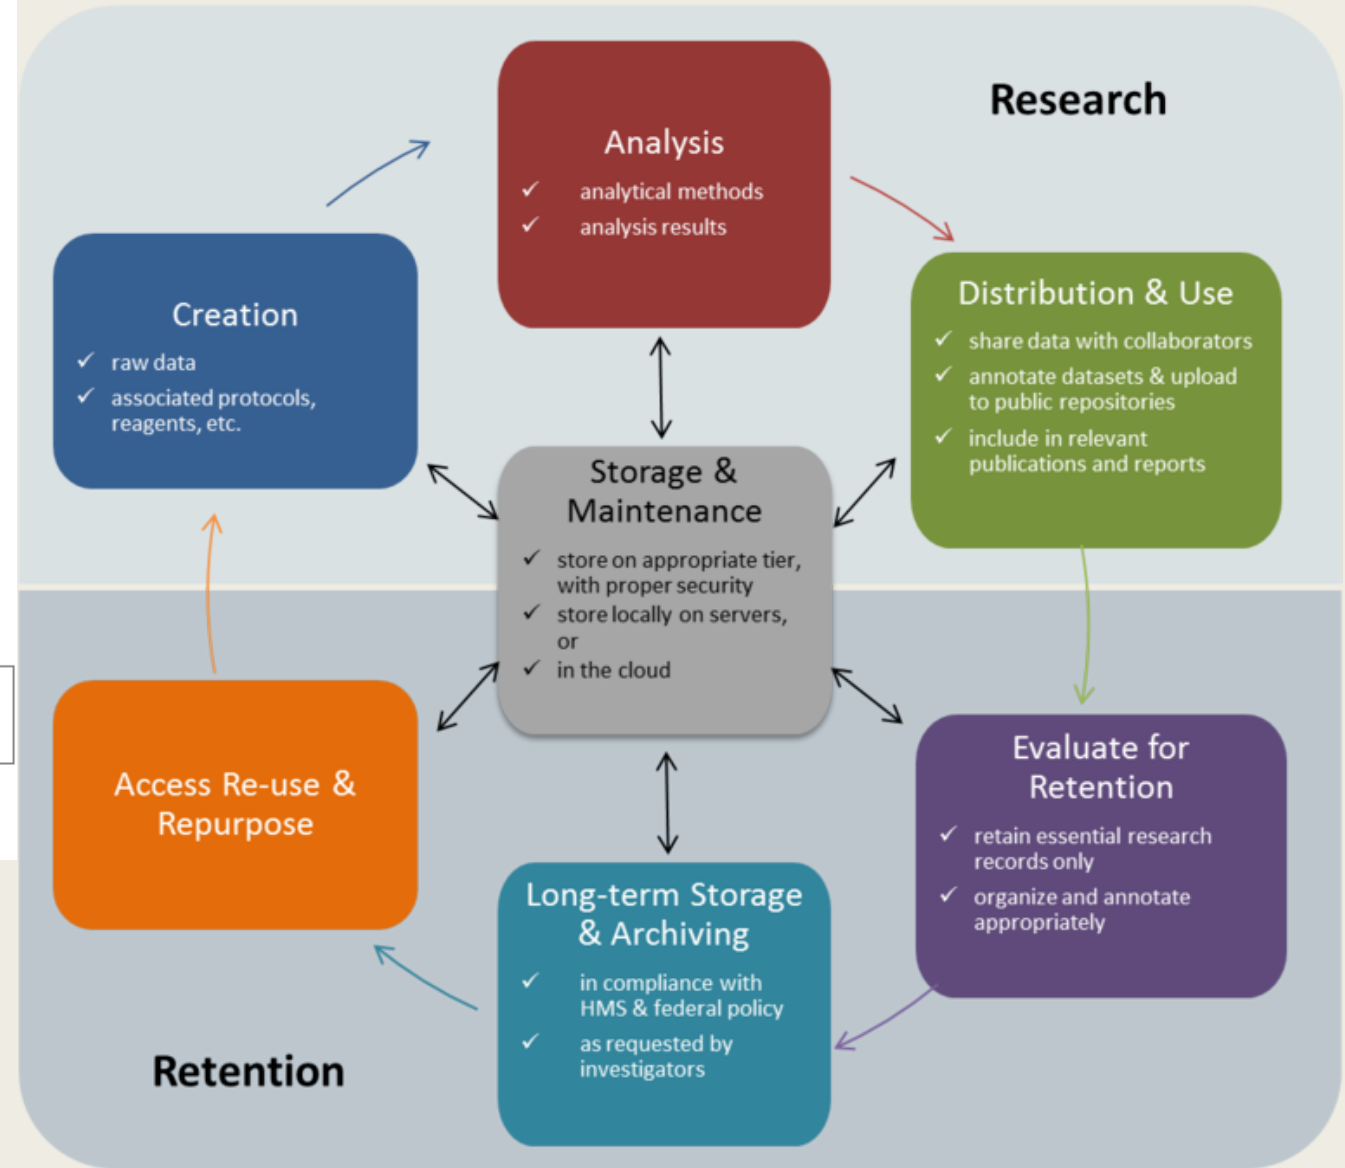 Research
Analysis
✓ analytical methods
✓ analysis results
Creation
✓ raw data
✓ associated protocols,
reagents, etc.
Distribution & Use
✓ share data with collaborators
✓ annotate datasets & upload
to public repositories
✓ include in relevant
publications and reports
Storage &
Maintenance
✓ store on appropriate tier,
with proper security
✓ store locally on servers,
or
✓ in the cloud
Access Re-use &
Repurpose
Evaluate for
Retention
✓ retain essential research
records only
✓ organize and annotate
appropriately
Long-term Storage
& Archiving
✓ in compliance with
HMS & federal policy
✓ as requested by
investigators
Retention